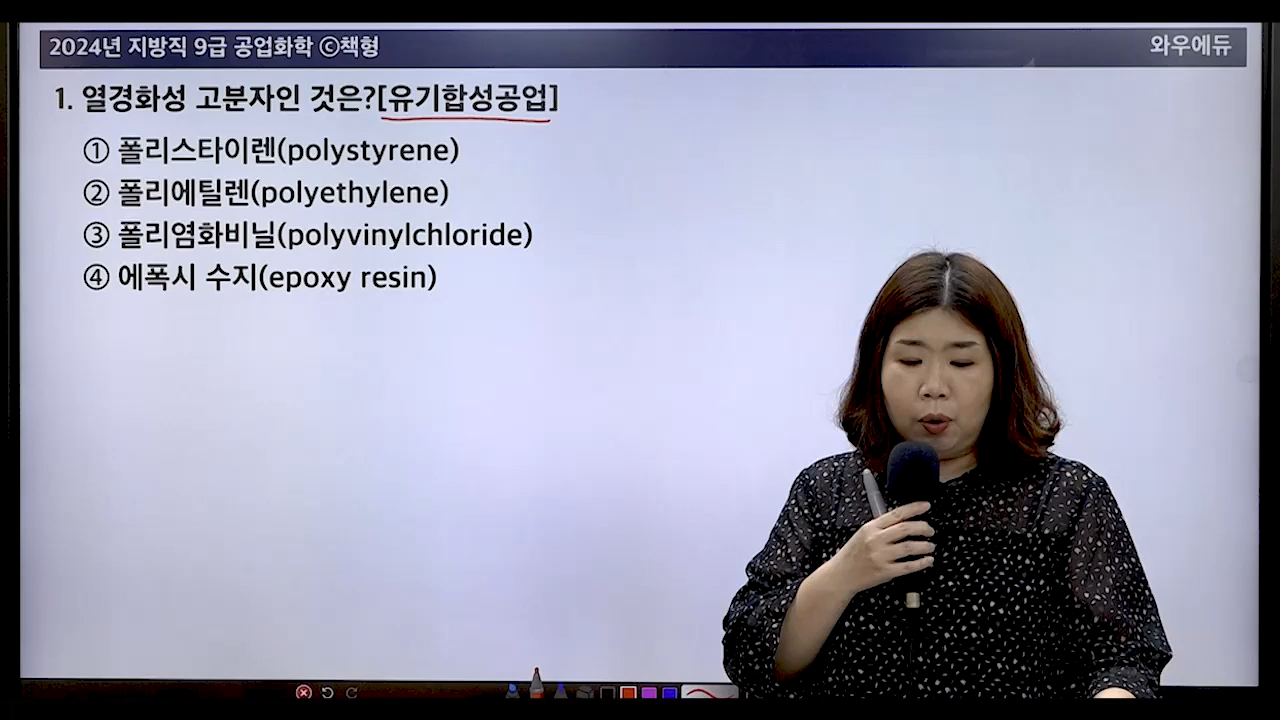 2024년 지방직 9급 공업화학 ⓒ책형
와우에듀
1. 열경화성 고분자인 것은?[유기합성공업]
① 폴리스타이렌(polystyrene)
② 폴리에틸렌(polyethylene)
③ 폴리염화비닐(polyvinylchloride)
④ 에폭시 수지(epoxy resin)